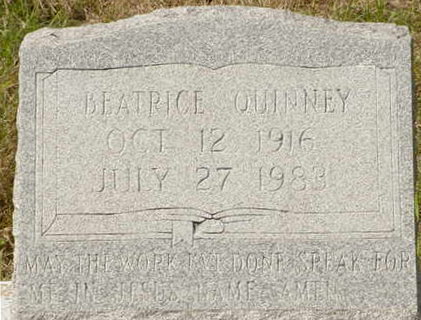 BEATRICE QUINNEY
OCT 12 1916
JULY 27 1983
MAY THE WORK I'VE DONE SPEAK FOR
ME IN JESUS NAME AMEN